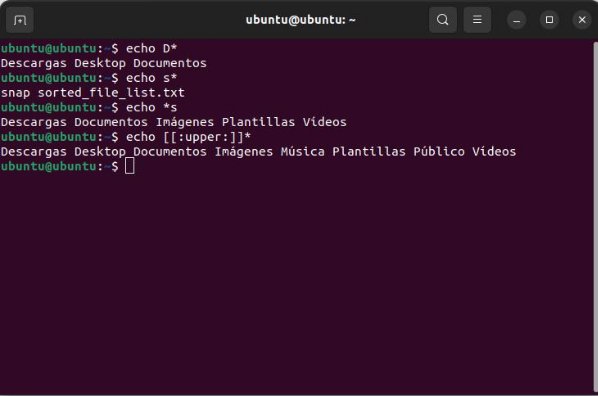 ubuntu@ubuntu: ~
ubuntu@ubuntu:~$ echo D*
Descargas Desktop Documentos
ubuntu@ubuntu:~$ echo s*
snap sorted_file_list.txt
ubuntu@ubuntu:~$ echo *s
Descargas Documentos Imágenes Plantillas Vídeos
ubuntu@ubuntu:~$ echo [[:upper:]]*
Descargas Desktop Documentos Imágenes Música Plantillas Público Vídeos
ubuntu@ubuntu:~$